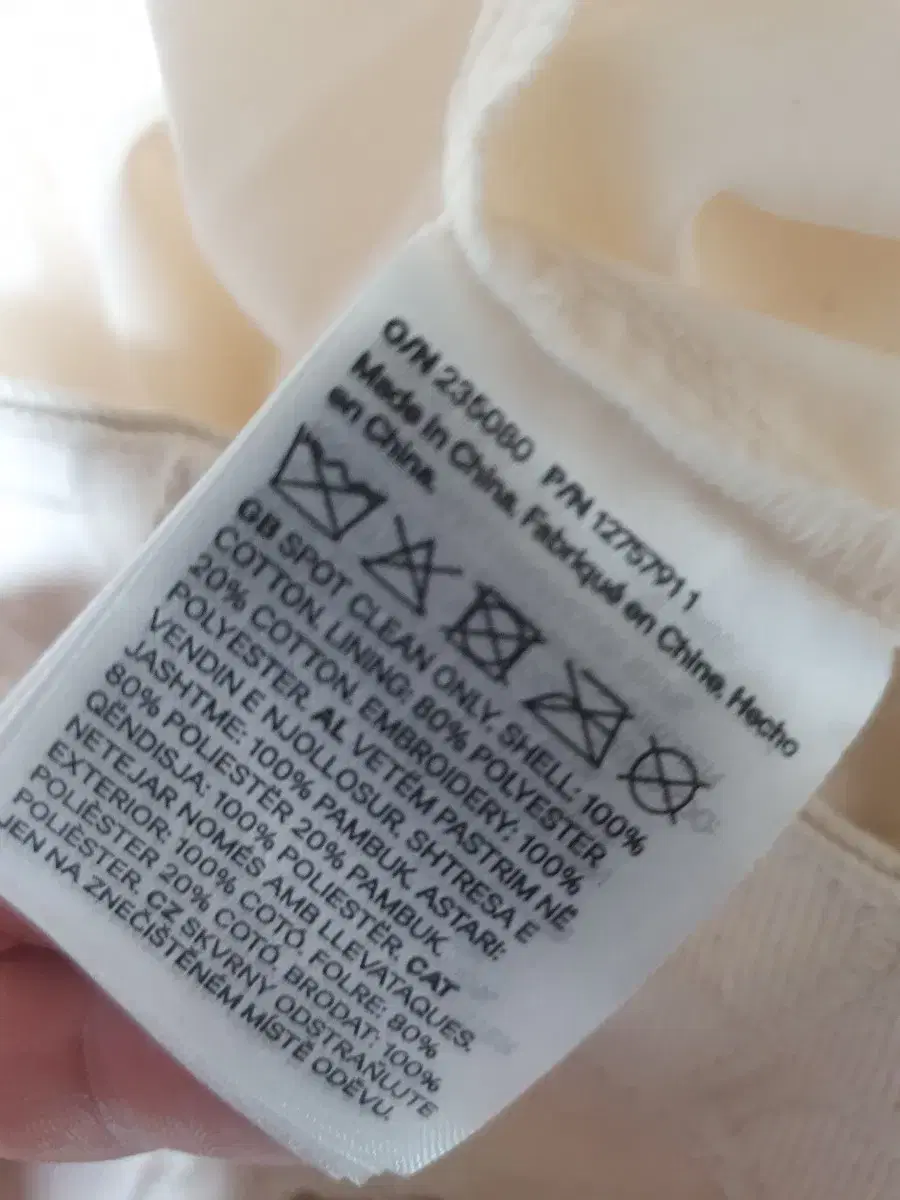 O/N 235080 P/N 1275791 1
Made in China. Fabriqué en Chine. Hecho
en China.
GB SPOT CLEAN ONLY. SHELL: 100%
COTTON. LINING: 80% POLYESTER
20% COTTON. EMBROIDERY: 100%
POLYESTER. AL VETËM PASTRIM NË
VENDIN E NJOLLOSUR. SHTRESA E
JASHTME: 100% PAMBUK. ASTARI:
80% POLIESTËR 20% PAMBUK.
QËNDISJA: 100% POLIESTËR. CAT
NETEJAR NOMÉS AMB LLEVATAQUES.
EXTERIOR: 100% COTÓ. FOLRE: 80%
POLIÈSTER 20% COTÓ. BRODAT: 100%
POLIÈSTER. CZ SKVRNY ODSTRAŇUJTE
JEN NA ZNEČIŠTĚNÉM MÍSTĚ ODĚVU.